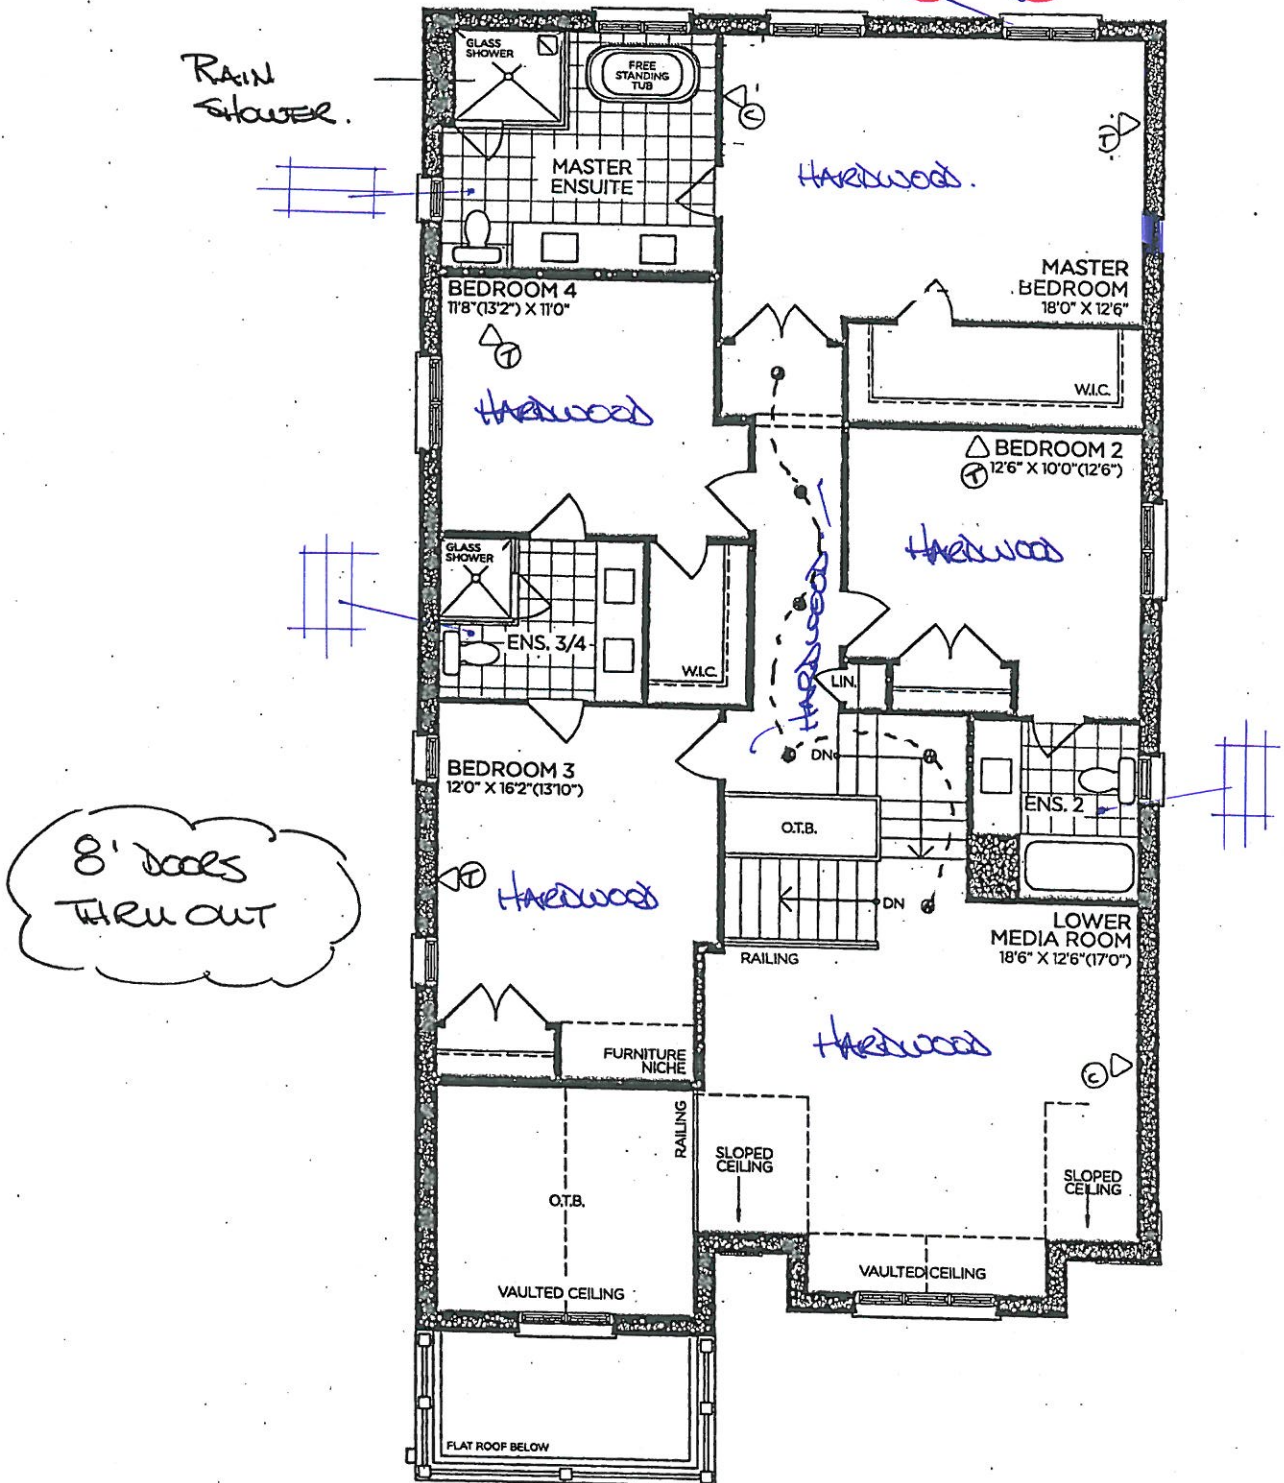 RAIN
SHOWER.
GLASS
SHOWER
FREE
STANDING
TUB
C
T
MASTER
ENSUITE
HARDWOOD.
MASTER
BEDROOM
18'0" X 12'6"
BEDROOM 4
11'8"(13'2") X 11'0"
T
HARDWOOD
W.I.C.
BEDROOM 2
T 12'6" X 10'0"(12'6")
HARDWOOD
HARDWOOD
GLASS
SHOWER
ENS. 3/4
W.I.C.
LIN.
BEDROOM 3
12'0" X 16'2"(13'10")
DN
ENS. 2
O.T.B.
8' DOORS
THRU OUT
T
HARDWOOD
DN
RAILING
LOWER
MEDIA ROOM
18'6" X 12'6"(17'0")
HARDWOOD
C
FURNITURE
NICHE
RAILING
SLOPED
CEILING
SLOPED
CEILING
O.T.B.
VAULTED CEILING
VAULTED CEILING
FLAT ROOF BELOW